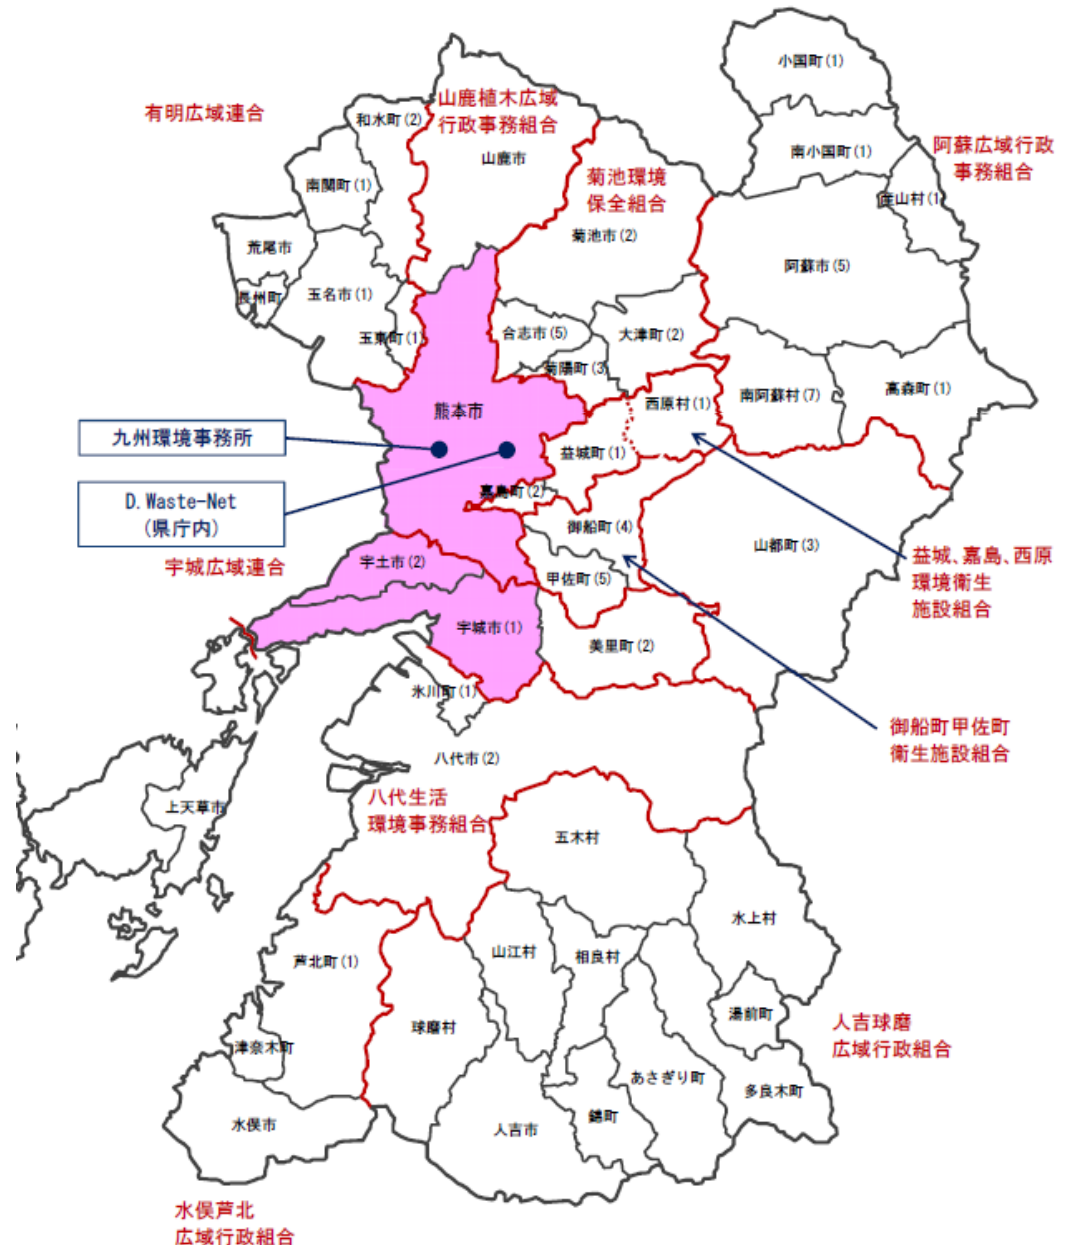 小国町(1)
有明広域連合
山鹿植木広域
行政事務組合
和水町(2)
南小国町(1)
阿蘇広域行政
事務組合
山鹿市
菊池環境
保全組合
南関町(1)
産山村(1
菊池市(2)
荒尾市
阿蘇市(5)
長州町
玉名市(1)
玉東町(1)
合志市(5)
大津町(2)
菊陽町(3)
西原村(1)
南阿蘇村(7)
高森町(1)
熊本市
九州環境事務所
益城町(1)
D.Waste-Net
(県庁内)
嘉島町(2)
御船町(4)
山都町(3)
宇城広域連合
宇土市(2)
甲佐町(5)
益城、嘉島、西原
環境衛生
施設組合
宇城市(1)
美里町(2)
氷川町(1)
御船町甲佐町
衛生施設組合
八代市(2)
上天草市
八代生活
環境事務組合
五木村
水上村
山江村
相良村
芦北町(1)
湯前町
球磨村
人吉球磨
広域行政組合
津奈木町
あさぎり町
多良木町
水俣市
人吉市
錦町
水俣芦北
広域行政組合